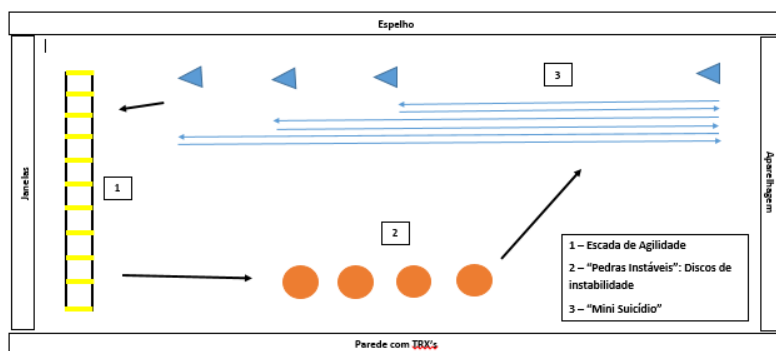 Espelho
Janelas
3
1
2
Aparelhagem
1 – Escada de Agilidade
2 – “Pedras Instáveis”: Discos de
instabilidade
3 – “Mini Suicídio”
Parede com TRX’s